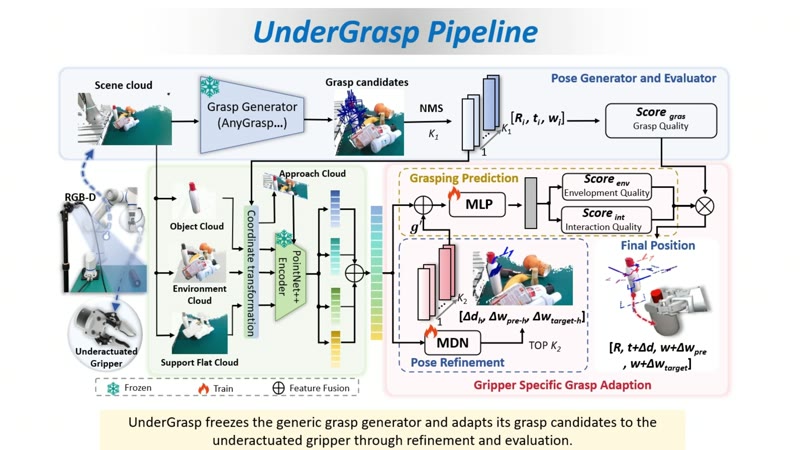 UnderGrasp Pipeline
Scene cloud
Grasp Generator
(AnyGrasp...)
Grasp candidates
NMS
K1
K1
1
[Ri, ti, wi]
Pose Generator and Evaluator
Score gras
Grasp Quality
RGB-D
Underactuated
Gripper
Object Cloud
Environment
Cloud
Support Flat Cloud
Coordinate transformation
Approach Cloud
PointNet++
Encoder
Grasping Prediction
MLP
g
Score env
Envelopment Quality
Score int
Interaction Quality
K2
1
[Δdh, Δwpre-h, Δwtarget-h]
MDN
TOP K2
Pose Refinement
Final Position
[R, t+Δd, w+Δwpre
, w+Δwtarget]
Gripper Specific Grasp Adaption
Frozen
Train
Feature Fusion
UnderGrasp freezes the generic grasp generator and adapts its grasp candidates to the
underactuated gripper through refinement and evaluation.